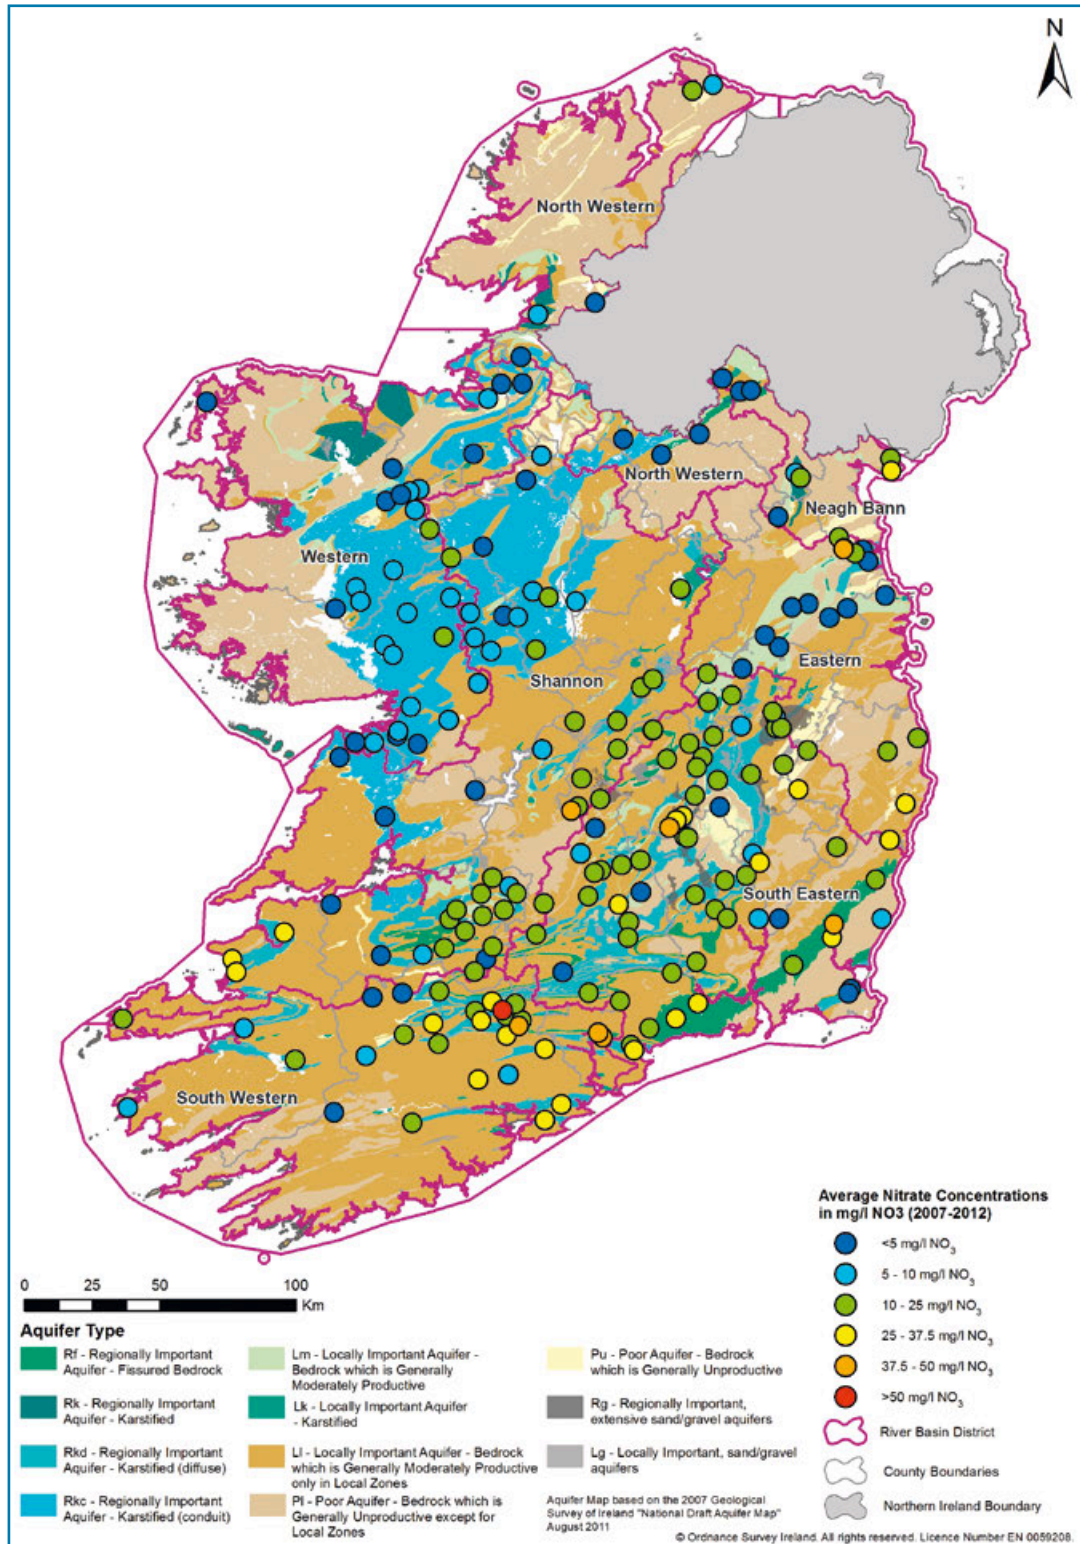 N
North Western
North Western
Neagh Bann
Western
Shannon
Eastern
South Eastern
South Western
Average Nitrate Concentrations
in mg/l NO3 (2007-2012)
<5 mg/l NO3
5 - 10 mg/l NO3
10 - 25 mg/l NO3
25 - 37.5 mg/l NO3
37.5 - 50 mg/l NO3
>50 mg/l NO3
River Basin District
County Boundaries
Northern Ireland Boundary
0 25 50 100
Km
Aquifer Type
Rf - Regionally Important
Aquifer - Fissured Bedrock
Rk - Regionally Important
Aquifer - Karstified
Rkd - Regionally Important
Aquifer - Karstified (diffuse)
Rkc - Regionally Important
Aquifer - Karstified (conduit)
Lm - Locally Important Aquifer -
Bedrock which is Generally
Moderately Productive
Lk - Locally Important Aquifer
- Karstified
Ll - Locally Important Aquifer - Bedrock
which is Generally Moderately Productive
only in Local Zones
Pl - Poor Aquifer - Bedrock which is
Generally Unproductive except for
Local Zones
Pu - Poor Aquifer - Bedrock
which is Generally Unproductive
Rg - Regionally Important,
extensive sand/gravel aquifers
Lg - Locally Important, sand/gravel
aquifers
Aquifer Map based on the 2007 Geological
Survey of Ireland "National Draft Aquifer Map"
August 2011
© Ordnance Survey Ireland. All rights reserved. Licence Number EN 0059208.